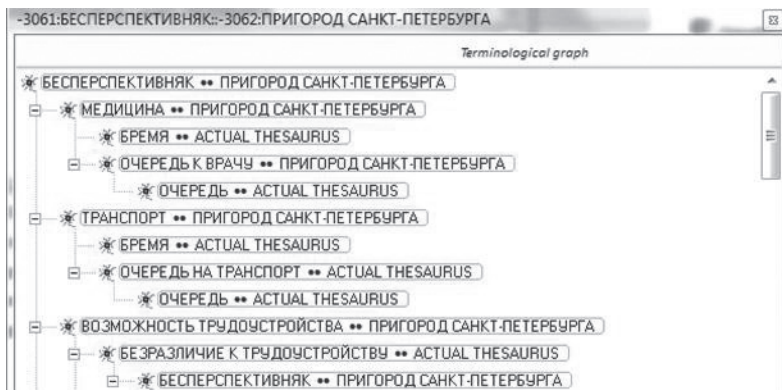 -3061:БЕСПЕРСПЕКТИВНЯК::-3062:ПРИГОРОД САНКТ-ПЕТЕРБУРГА
Terminological graph
БЕСПЕРСПЕКТИВНЯК •• ПРИГОРОД САНКТ-ПЕТЕРБУРГА
МЕДИЦИНА •• ПРИГОРОД САНКТ-ПЕТЕРБУРГА
БРЕМЯ •• ACTUAL THESAURUS
ОЧЕРЕДЬ К ВРАЧУ •• ПРИГОРОД САНКТ-ПЕТЕРБУРГА
ОЧЕРЕДЬ •• ACTUAL THESAURUS
ТРАНСПОРТ •• ПРИГОРОД САНКТ-ПЕТЕРБУРГА
БРЕМЯ •• ACTUAL THESAURUS
ОЧЕРЕДЬ НА ТРАНСПОРТ •• ACTUAL THESAURUS
ОЧЕРЕДЬ •• ACTUAL THESAURUS
ВОЗМОЖНОСТЬ ТРУДОУСТРОЙСТВА •• ПРИГОРОД САНКТ-ПЕТЕРБУРГА
БЕЗРАЗЛИЧИЕ К ТРУДОУСТРОЙСТВУ •• ACTUAL THESAURUS
БЕСПЕРСПЕКТИВНЯК •• ПРИГОРОД САНКТ-ПЕТЕРБУРГА